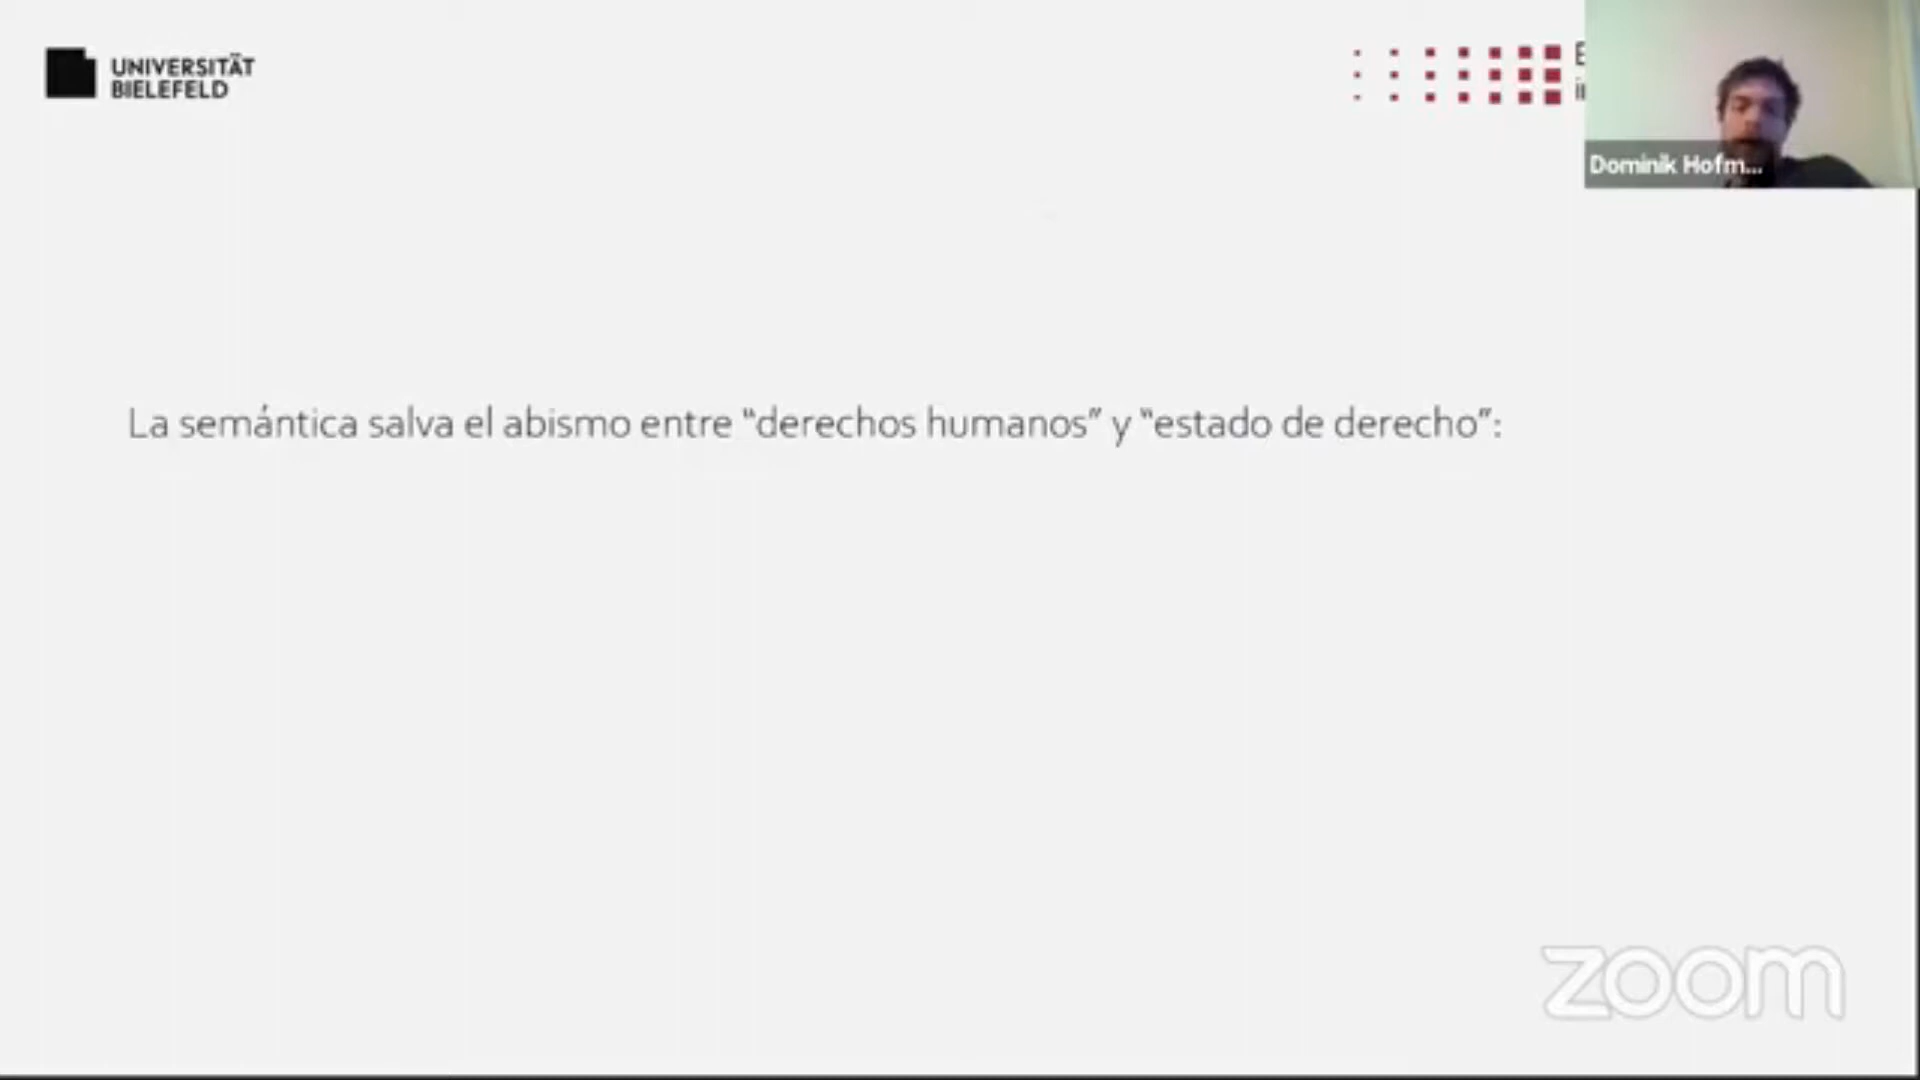 UNIVERSITÄT
BIELEFELD
Dominik Hofm...
La semántica salva el abismo entre “derechos humanos” y “estado de derecho”:
zoom